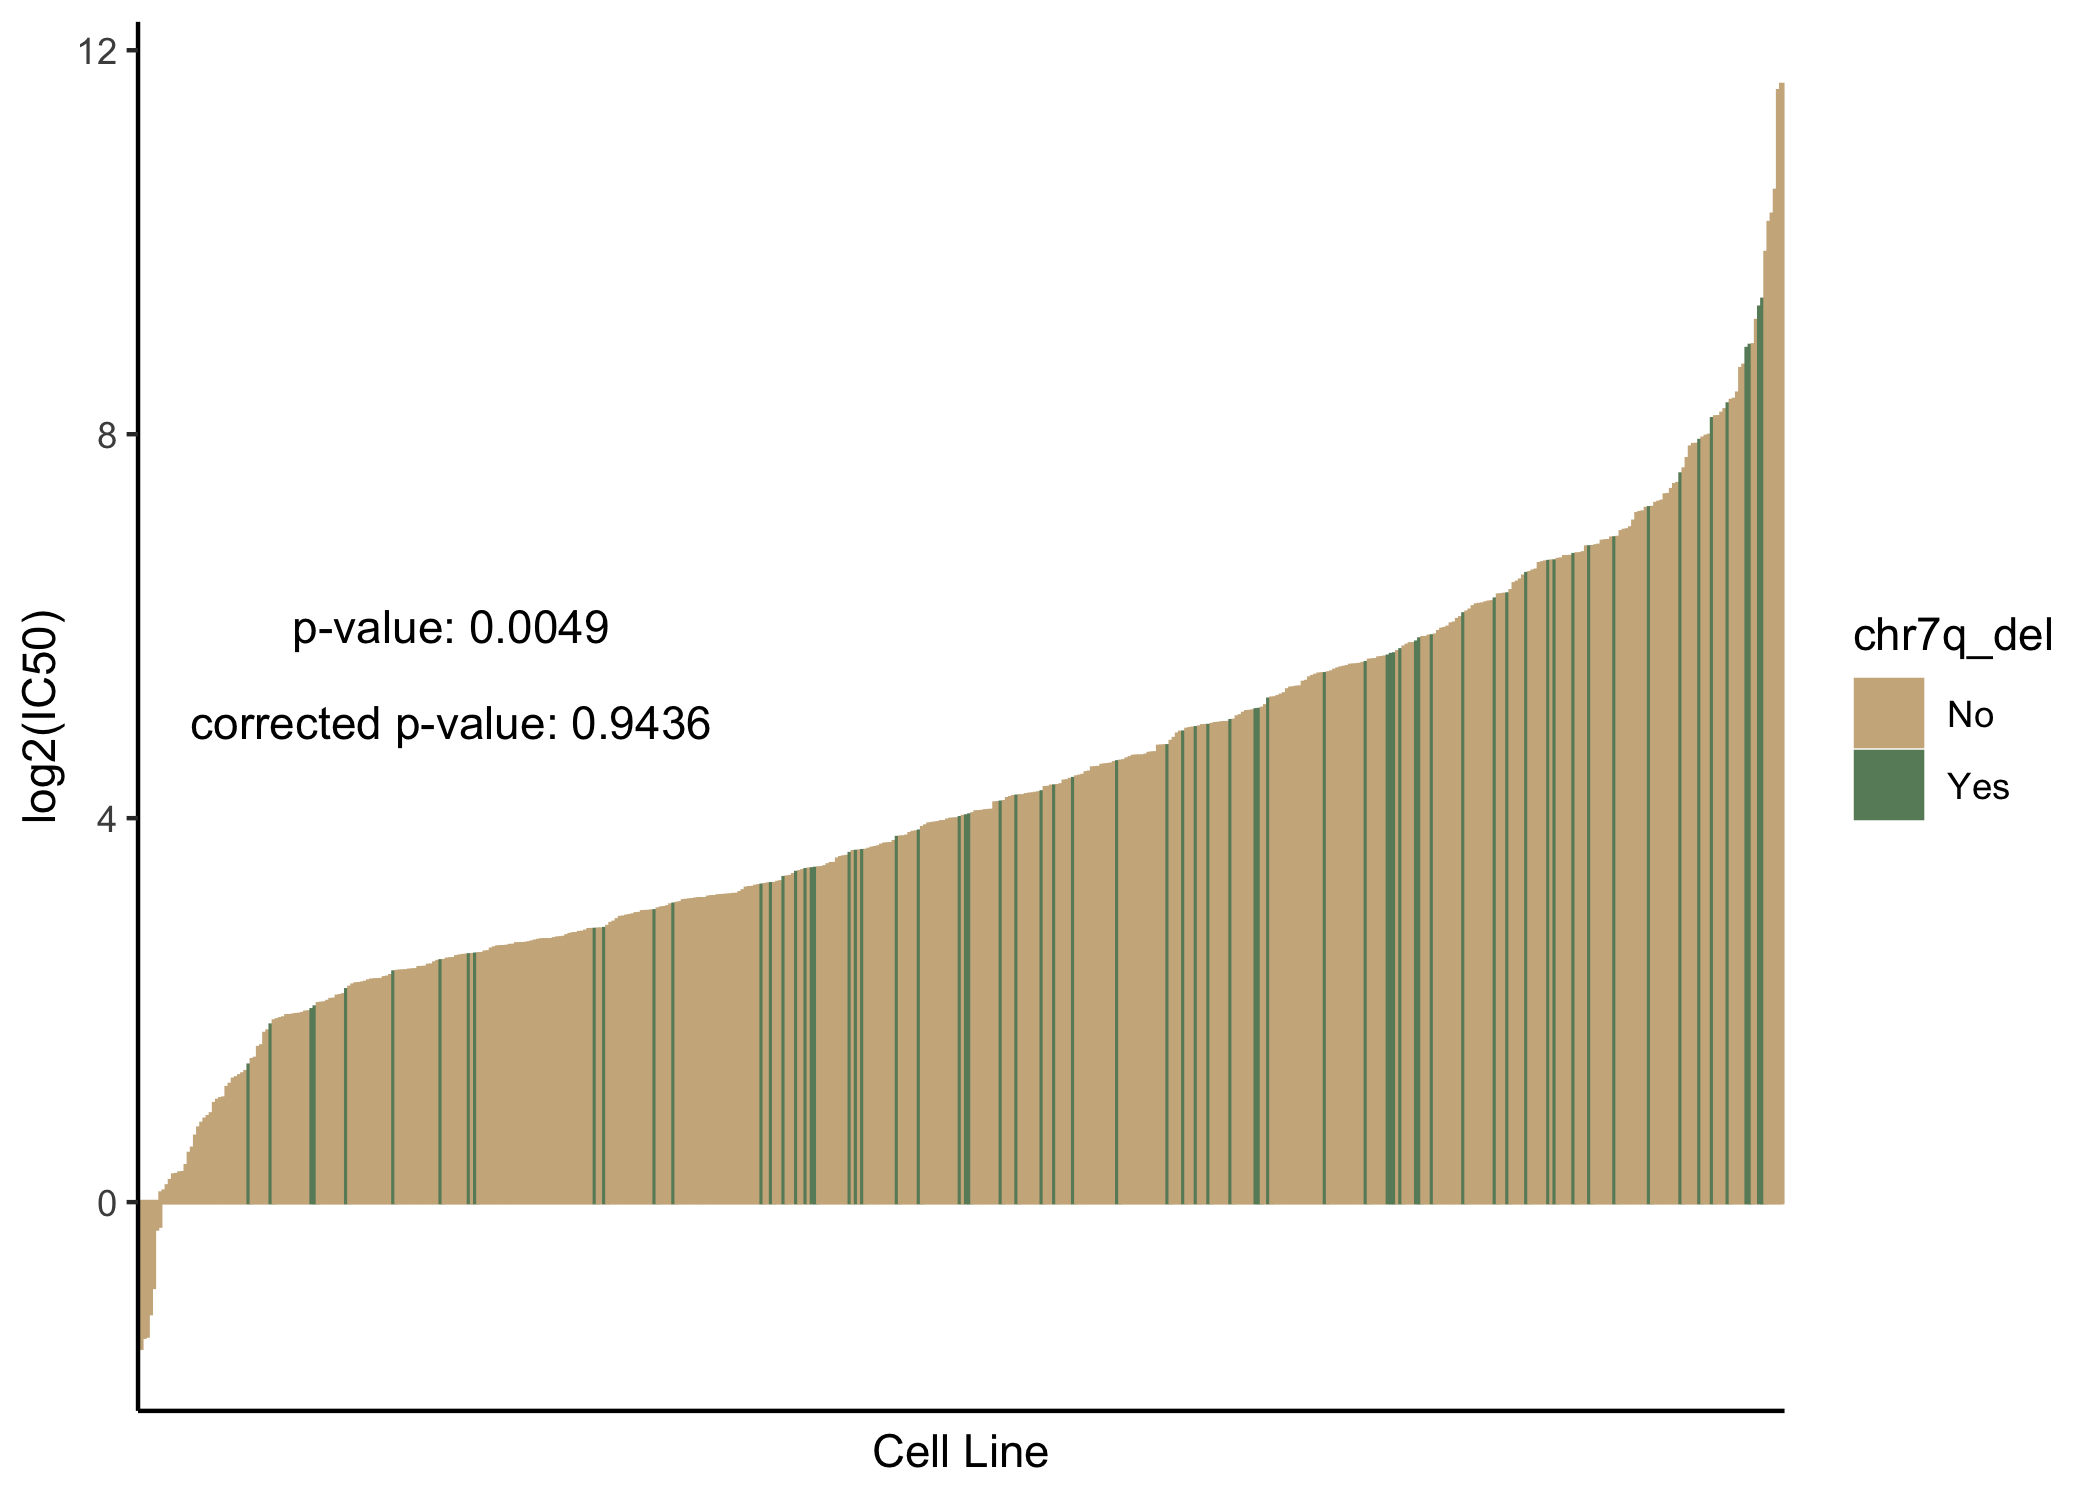 12
8
4
0
log2(IC50)
p-value: 0.0049
corrected p-value: 0.9436
Cell Line
chr7q_del
No
Yes